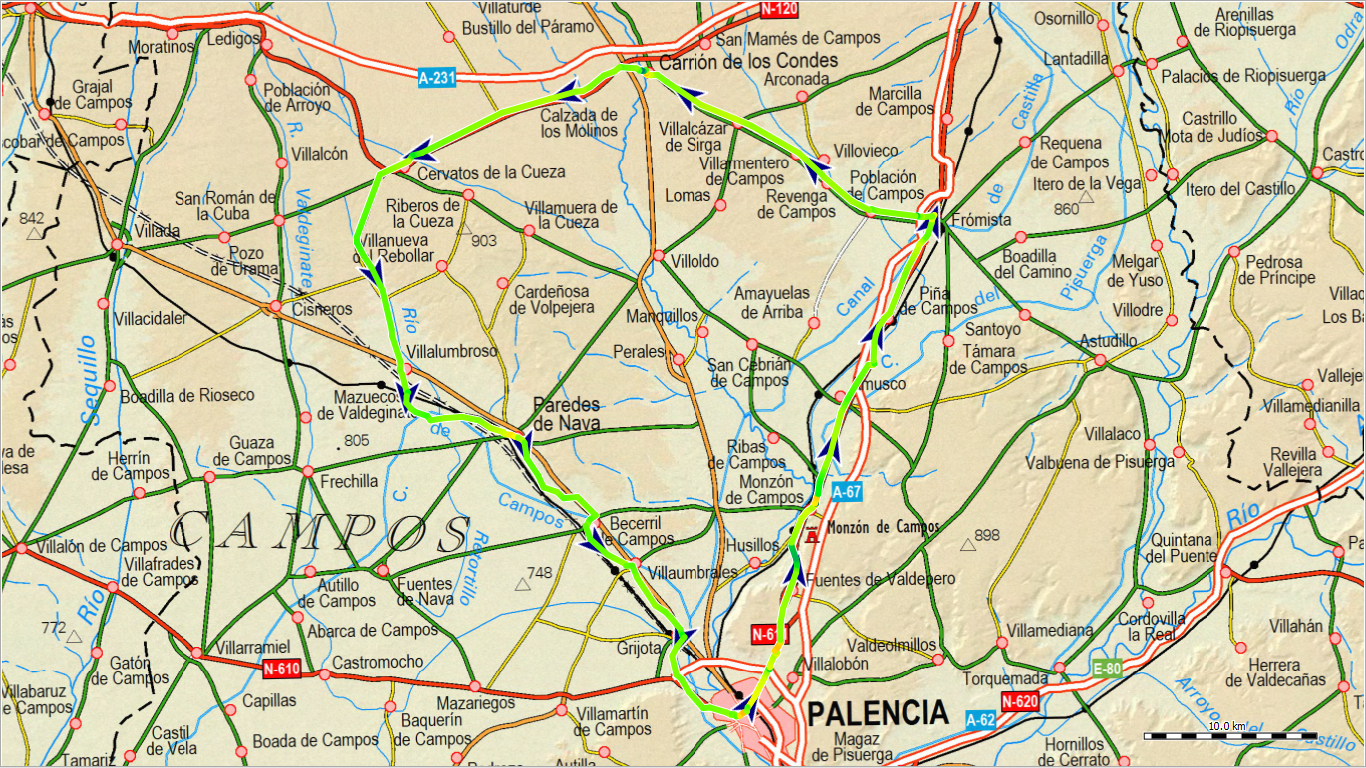 Villaturde
N-120
Bustillo del Páramo
Osornillo
Arenillas
de Riopisuerga
Odra
Moratinos
Ledigos
San Mamés de Campos
Carrión de los Condes
Lantadilla
A-231
Arconada
Palacios de Riopisuerga
Grajal
de Campos
Población
de Arroyo
Marcilla
de Campos
Castilla
Río
Calzada de
los Molinos
Castrillo
Mota de Judíos
scobar de Campos
R.
Villalcázar
de Sirga
Requena
de Campos
Villalcón
Villovieco
Castro
Villarmentero
de Campos
Cervatos de la Cueza
Población
de Campos
Itero de la Vega
Itero del Castillo
de
San Román de
la Cuba
Valdeginate
Lomas
Revenga
de Campos
860
Riberos de
la Cueza
Villamuera de
la Cueza
Frómista
842
Villada
903
Villanueva
del Rebollar
Pozo
de Urama
Villoldo
Boadilla
del Camino
Pisuerga
Melgar
de Yuso
Pedrosa
de Príncipe
Canal
Cardeñosa
de Volpejera
Amayuelas
de Arriba
Piña
de Campos
del
Cisneros
Río
Villacidaler
Manquillos
Santoyo
Villodre
Los Ba
Villalumbroso
Perales
San Cebrián
de Campos
C.
Támara
de Campos
Astudillo
Sequillo
Boadilla de Rioseco
Mazuecos
de Valdeginate
Paredes
de Nava
musco
Valleje
Villamedianilla
de
805
Guaza
de Campos
Ribas
de Campos
Villalaco
Herrín
de Campos
Valbuena de Pisuerga
Revilla
Vallejera
Frechilla
Monzón
de Campos
A-67
C.
Campos
CAMPOS
Becerril
de Campos
Monzón de Campos
Río
Villalón de Campos
Retortillo
Husillos
898
Quintana
del Puente
Villafrades
de Campos
Villaumbrales
Autillo
de Campos
Fuentes
de Nava
748
Fuentes de Valdepero
Río
Cordovilla
la Real
772
Abarca de Campos
N-61
Villamediana
Villahán
Villarramiel
Grijota
Valdeolmillos
Gatón
de Campos
N-610
Castromocho
Villalobón
E-80
Herrera
de Valdecañas
Torquemada
Villabaruz
de Campos
Capillas
Mazariegos
N-620
Arroyo
del
Castillo
Baquerín
de Campos
Villamartín
de Campos
PALENCIA
A-62
10.0 km
Castil
de Vela
Boada de Campos
Magaz
de Pisuerga
Hornillos
de Cerrato
Tamariz
Autilla